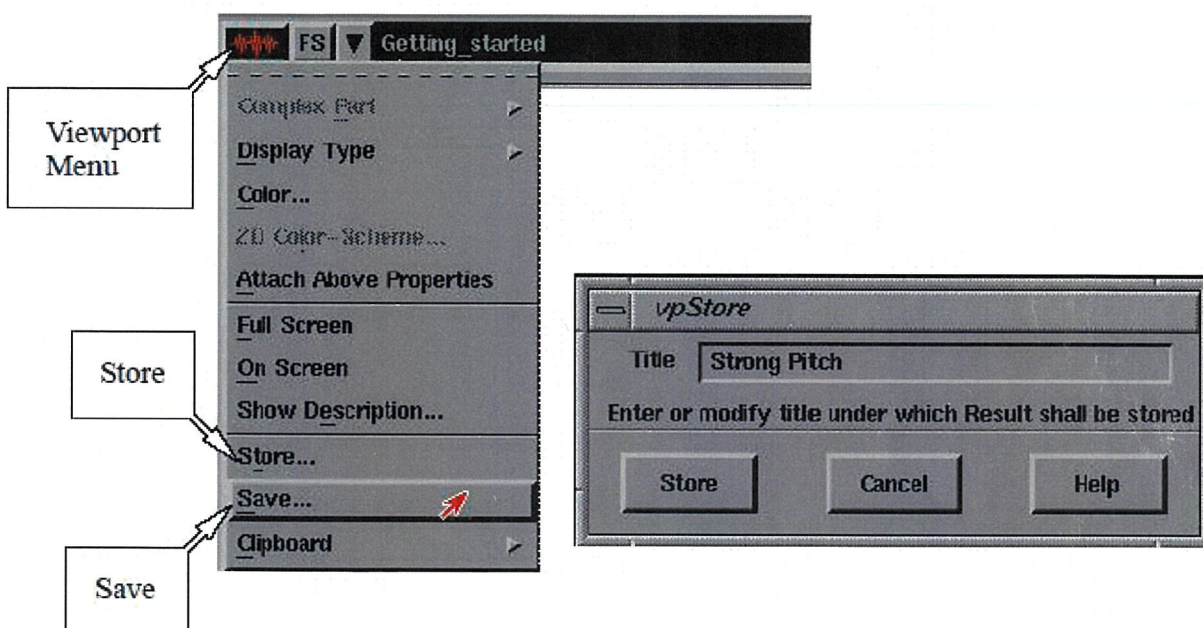 FS Getting_started
Viewport
Menu
Complex Part
Display Type
Color...
2D Color-Scheme...
Attach Above Properties
Full Screen
On Screen
Show Description...
Store
Store...
Save...
Clipboard
Save
vpStore
Title Strong Pitch
Enter or modify title under which Result shall be stored
Store Cancel Help